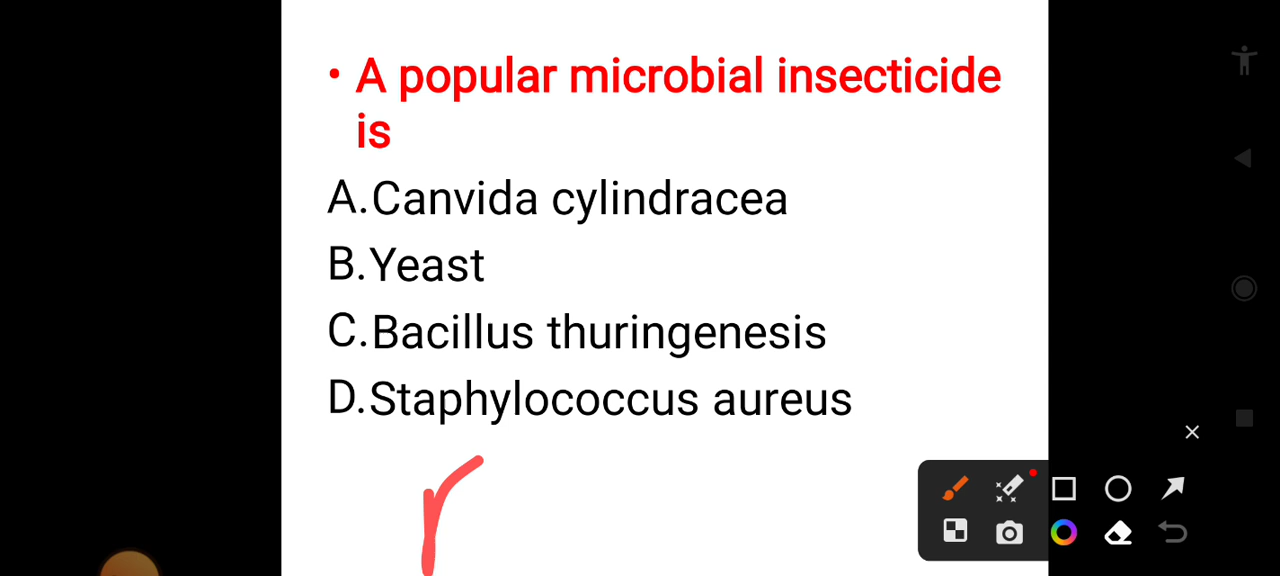 • A popular microbial insecticide
is
A.Canvida cylindracea
B.Yeast
C.Bacillus thuringenesis
D.Staphylococcus aureus